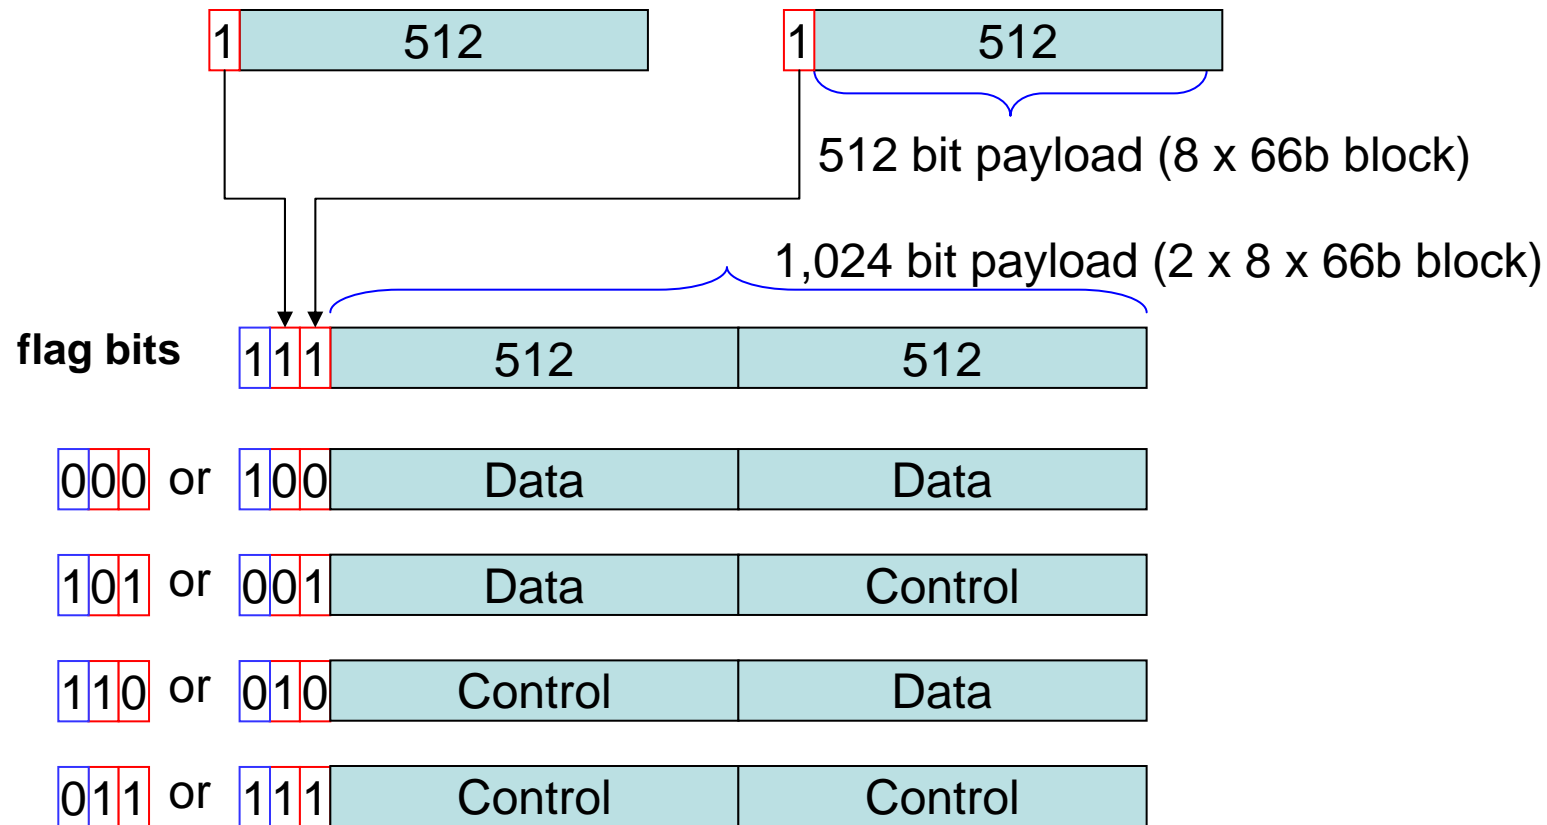 1 512 1 512
512 bit payload (8 x 66b block)
1,024 bit payload (2 x 8 x 66b block)
flag bits 111 512 512
000 or 100 Data Data
101 or 001 Data Control
110 or 010 Control Data
011 or 111 Control Control